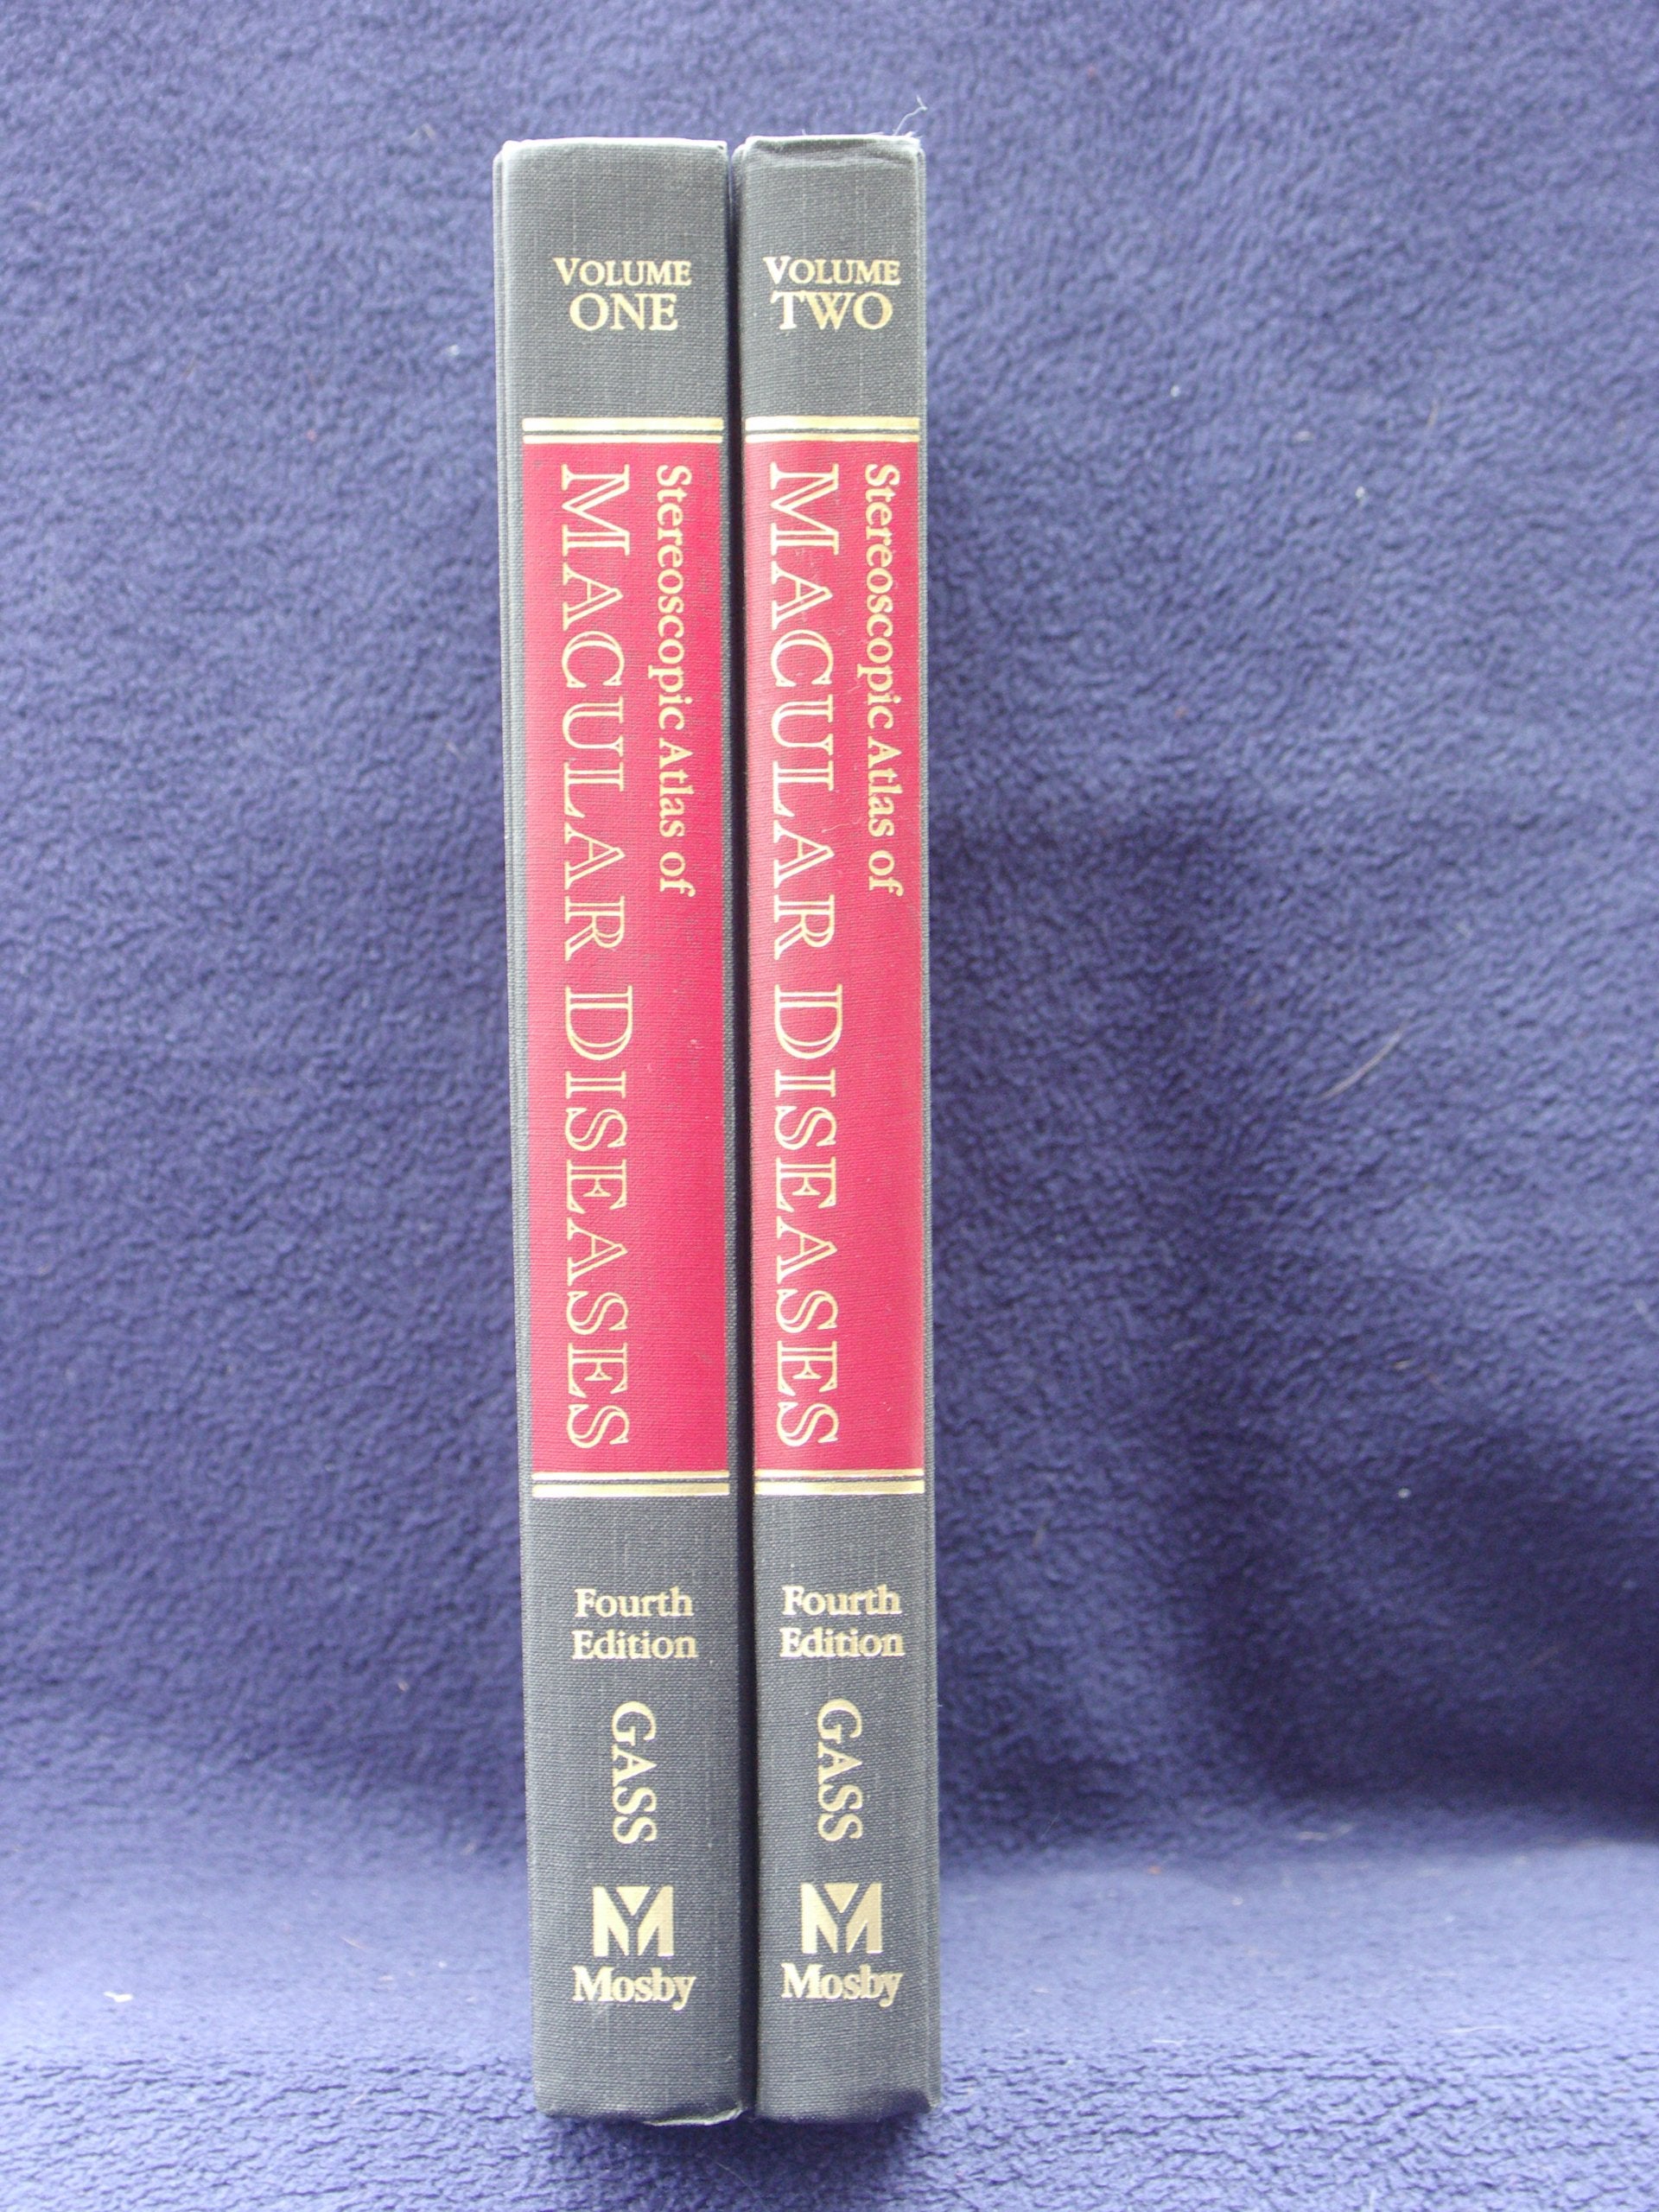 VOLUME
ONE
Stereoscopic Atlas of
MACULAR DISEASES
Fourth
Edition
GASS
M
Mosby
VOLUME
TWO
Stereoscopic Atlas of
MACULAR DISEASES
Fourth
Edition
GASS
M
Mosby